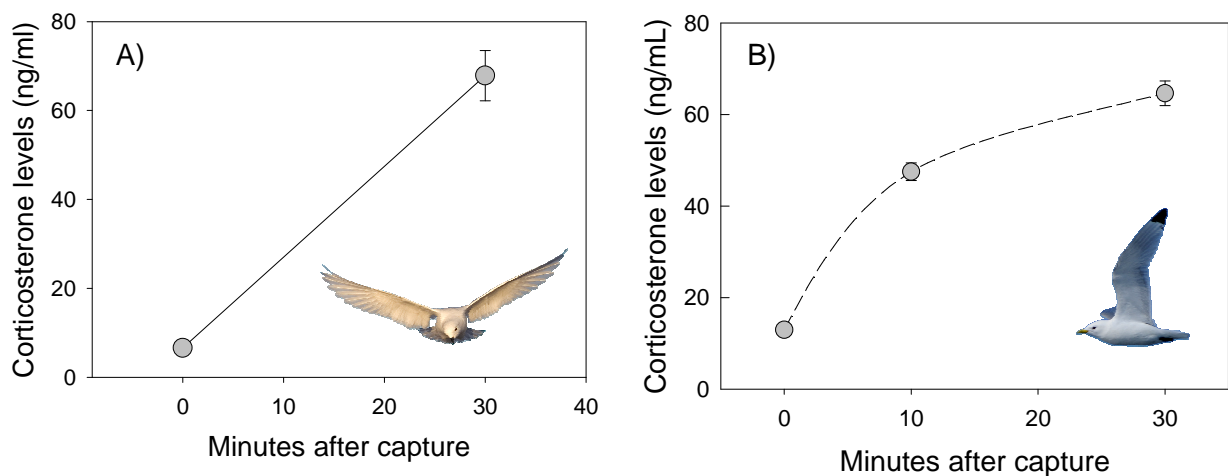 A)
Corticosterone levels (ng/ml)
80
60
40
20
0
0 10 20 30 40
Minutes after capture
B)
Corticosterone levels (ng/mL)
80
60
40
20
0
0 10 20 30
Minutes after capture